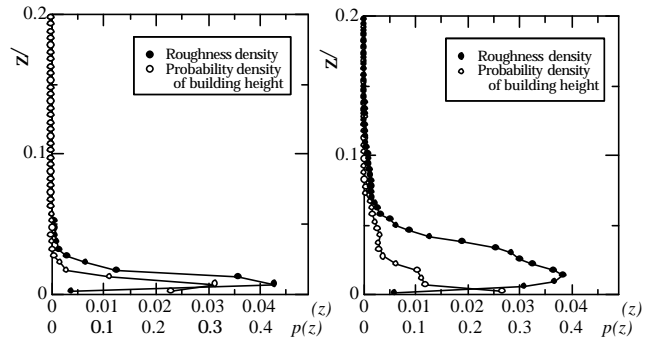 0.2
z/
Roughness density
Probability density
of building height
0.1
0
0 0.01 0.02 0.03 0.04 (z)
0 0.1 0.2 0.3 0.4 p(z)
0.2
z/
Roughness density
Probability density
of building height
0.1
0
0 0.01 0.02 0.03 0.04 (z)
0 0.1 0.2 0.3 0.4 p(z)